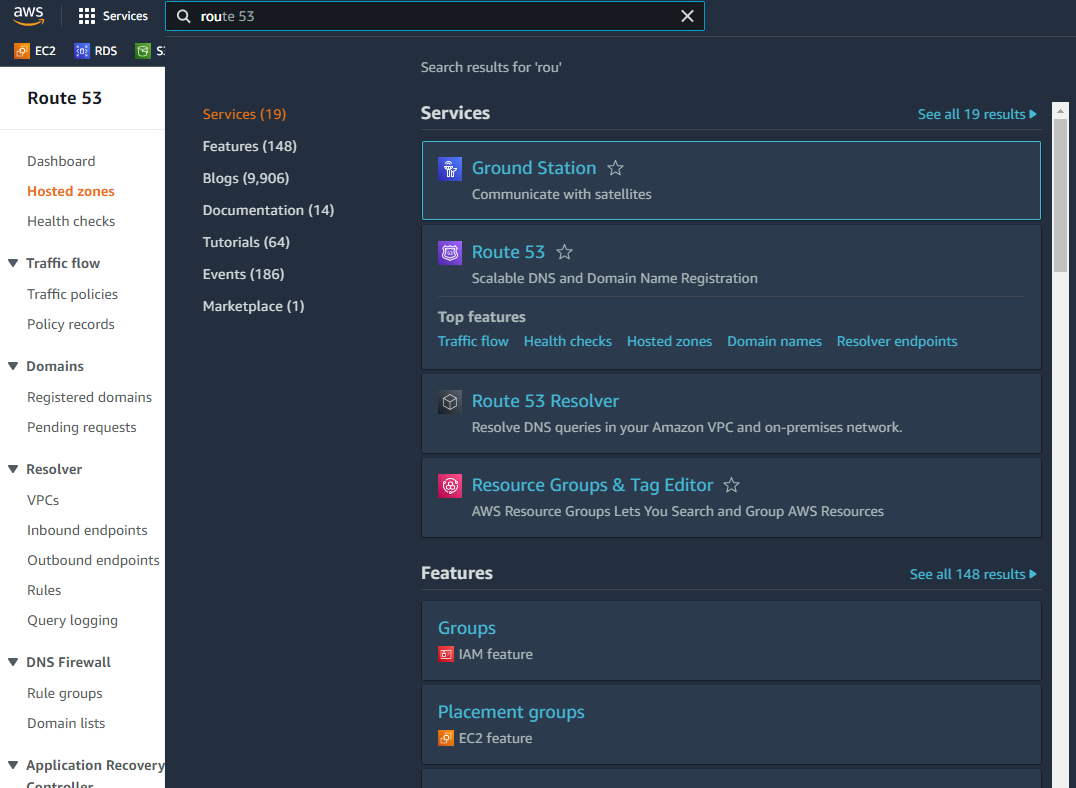 aws
Services
route 53
EC2
RDS
Route 53
Dashboard
Hosted zones
Health checks
Traffic flow
Traffic policies
Policy records
Domains
Registered domains
Pending requests
Resolver
VPCs
Inbound endpoints
Outbound endpoints
Rules
Query logging
DNS Firewall
Rule groups
Domain lists
Application Recovery
Controller
Services (19)
Features (148)
Blogs (9,906)
Documentation (14)
Tutorials (64)
Events (186)
Marketplace (1)
Search results for 'rou'
Services
See all 19 results
Ground Station
Communicate with satellites
Route 53
Scalable DNS and Domain Name Registration
Top features
Traffic flow Health checks Hosted zones Domain names Resolver endpoints
Route 53 Resolver
Resolve DNS queries in your Amazon VPC and on-premises network.
Resource Groups & Tag Editor
AWS Resource Groups Lets You Search and Group AWS Resources
Features
See all 148 results
Groups
IAM feature
Placement groups
EC2 feature